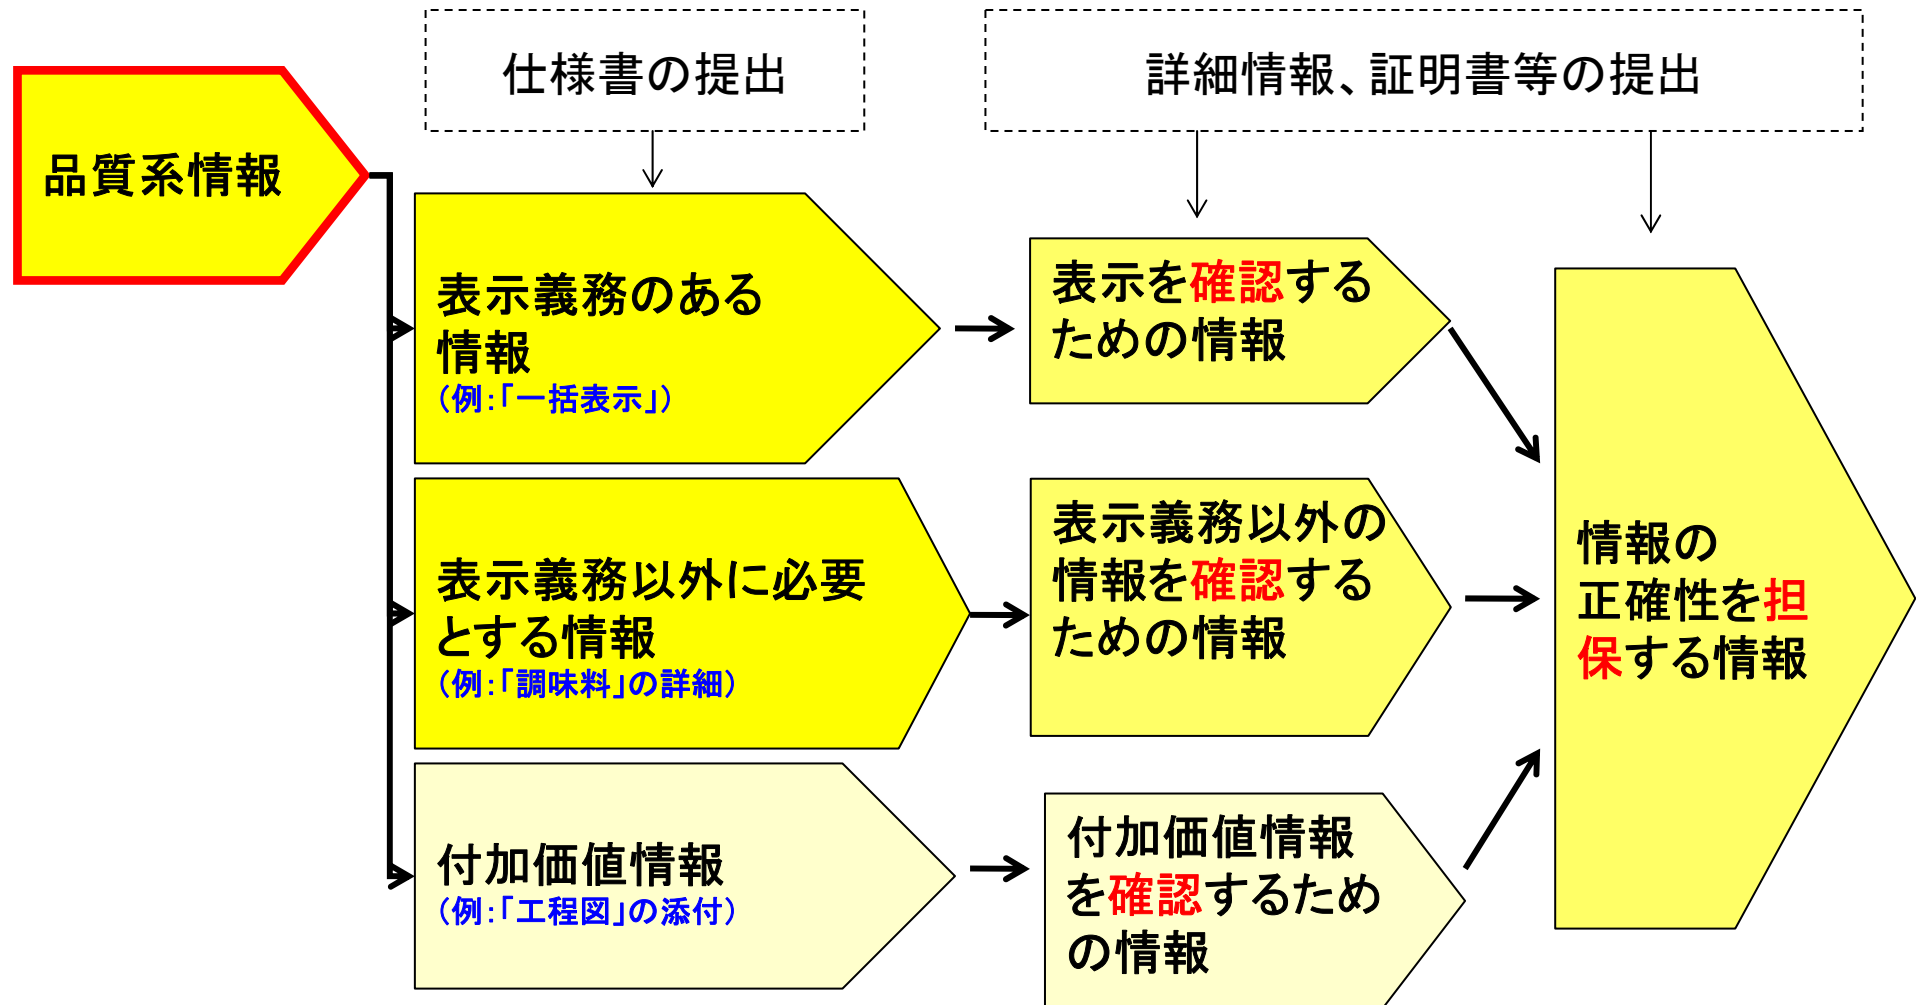 仕様書の提出
詳細情報、証明書等の提出
品質系情報
表示義務のある
情報
（例：「一括表示」）
表示を確認する
ための情報
表示義務以外に必要
とする情報
（例：「調味料」の詳細）
表示義務以外の
情報を確認する
ための情報
付加価値情報
（例：「工程図」の添付）
付加価値情報
を確認するため
の情報
情報の
正確性を担
保する情報